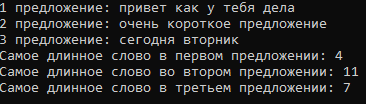 1 предложение: привет как у тебя дела
2 предложение: очень короткое предложение
3 предложение: сегодня вторник
Самое длинное слово в первом предложении: 4
Самое длинное слово во втором предложении: 11
Самое длинное слово в третьем предложении: 7